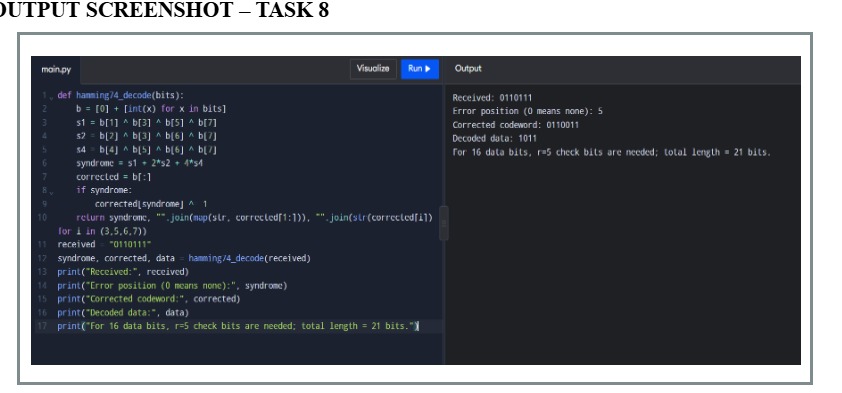 OUTPUT SCREENSHOT – TASK 8
main.py
Visualize
Run
Output
1 def hamming74_decode(bits):
2 b = [0] + [int(x) for x in bits]
3 s1 = b[1] ^ b[3] ^ b[5] ^ b[7]
4 s2 = b[2] ^ b[3] ^ b[6] ^ b[7]
5 s4 = b[4] ^ b[5] ^ b[6] ^ b[7]
6 syndrome = s1 + 2*s2 + 4*s4
7 corrected = b[:]
8 if syndrome:
9 corrected[syndrome] ^ 1
10 return syndrome, "".join(map(str, corrected[1:])), "".join(str(corrected[i])
for i in (3,5,6,7))
11 received = "0110111"
12 syndrome, corrected, data = hamming74_decode(received)
13 print("Received:", received)
14 print("Error position (0 means none):", syndrome)
15 print("Corrected codeword:", corrected)
16 print("Decoded data:", data)
17 print("For 16 data bits, r=5 check bits are needed; total length = 21 bits.")
Received: 0110111
Error position (0 means none): 5
Corrected codeword: 0110011
Decoded data: 1011
For 16 data bits, r=5 check bits are needed; total length = 21 bits.